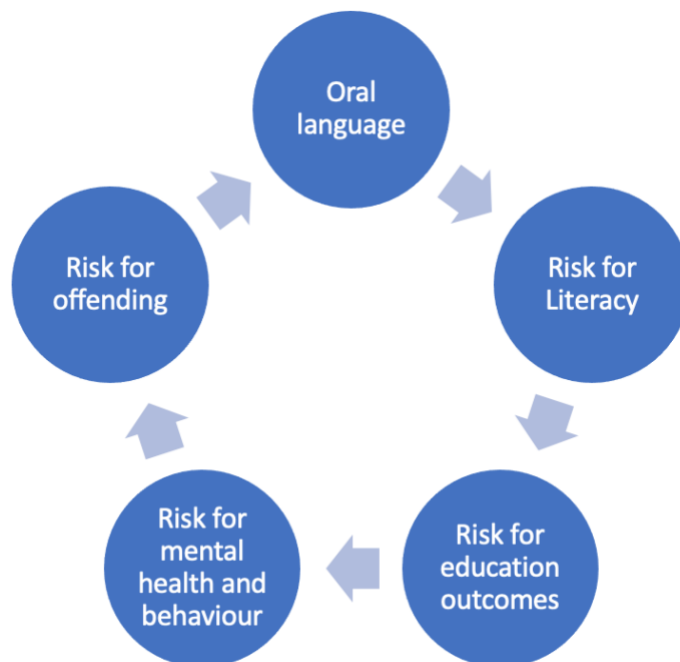 Oral
language
Risk for
Literacy
Risk for
education
outcomes
Risk for
mental
health and
behaviour
Risk for
offending